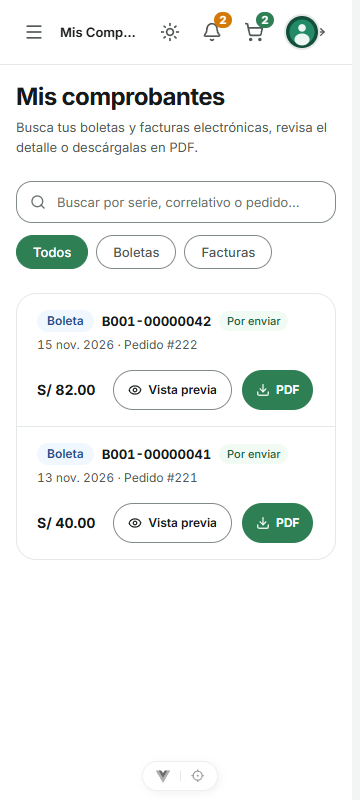 Mis Comp...
2
2
Mis comprobantes
Busca tus boletas y facturas electrónicas, revisa el
detalle o descárgalas en PDF.
Buscar por serie, correlativo o pedido...
Todos
Boletas
Facturas
Boleta B001-00000042 Por enviar
15 nov. 2026 · Pedido #222
S/ 82.00 Vista previa PDF
Boleta B001-00000041 Por enviar
13 nov. 2026 · Pedido #221
S/ 40.00 Vista previa PDF